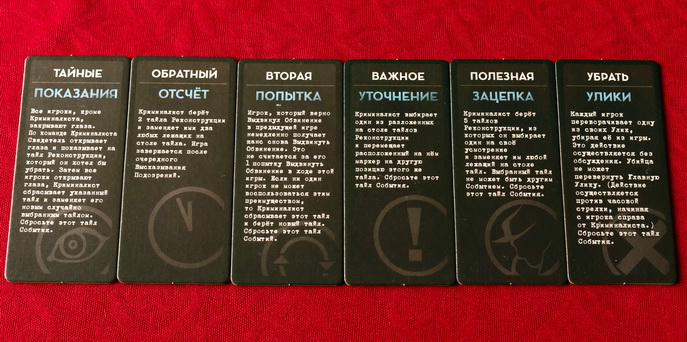 ТАЙНЫЕ
ПОКАЗАНИЯ
Все игроки, кроме
Криминалиста,
закрывают глаза.
По команде Криминалиста
Свидетель открывает
глаза и показывает на
тайл Реконструкции,
который он хотел бы
убрать. Затем все
игроки открывают
глаза, Криминалист
сбрасывает указанный
тайл и заменяет его
новым случайно
выбранным тайлом.
Сбросьте этот тайл
События.
ОБРАТНЫЙ
ОТСЧЁТ
Криминалист берёт
2 тайла Реконструкции
и заменяет ими два
любых лежащих на
столе тайла. Игра
завершается после
очередного
Высказывания
Подозрений.
ВТОРАЯ
ПОПЫТКА
Игрок, который верно
Выдвинул Обвинение
в предыдущей игре
немедленно получает
шанс снова Выдвинуть
Обвинение. Это
не считается за его
1 попытку Выдвинуть
Обвинение в ходе этой
игры. Если ни один
игрок не может
воспользоваться этим
преимуществом,
то Криминалист
сбрасывает этот тайл
и берёт новый тайл.
Сбросьте этот тайл
Событий.
ВАЖНОЕ
УТОЧНЕНИЕ
Криминалист выбирает
один из разложенных
на столе тайлов
Реконструкции
и перемещает
расположенный на нём
маркер на другую
позицию этого же
тайла. Сбросьте этот
тайл События.
ПОЛЕЗНАЯ
ЗАЦЕПКА
Криминалист берёт
5 тайлов
Реконструкции, из
которых он выбирает
один на своё
усмотрение
и заменяет им любой
лежащий на столе
тайл. Выбранный тайл
не может быть другим
Событием. Сбросьте
этот тайл События.
УБРАТЬ
УЛИКИ
Каждый игрок
переворачивает одну
из своих Улик,
убирая её из игры.
Это действие
осуществляется без
обсуждения. Убийца
не может
перевернуть Главную
Улику. (Действие
осуществляется
против часовой
стрелки, начиная
с игрока справа
от Криминалиста.)
Сбросьте этот тайл
События.